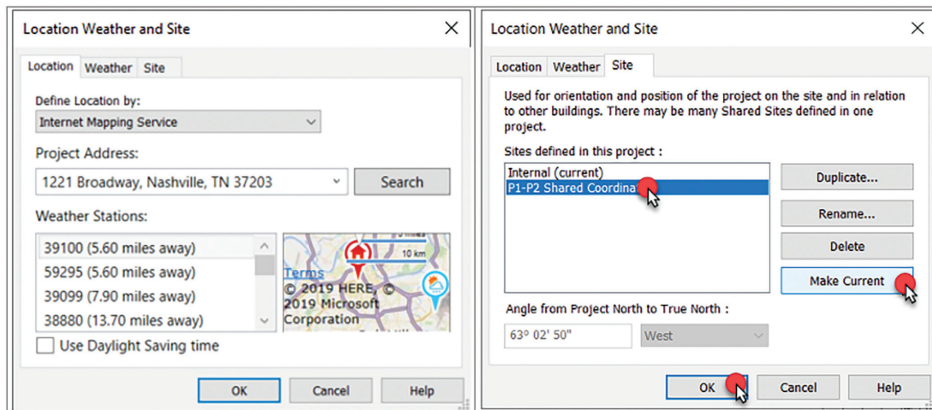 Location Weather and Site
Location Weather Site
Define Location by:
Internet Mapping Service
Project Address:
1221 Broadway, Nashville, TN 37203
Search
Weather Stations:
39100 (5.60 miles away)
59295 (5.60 miles away)
39099 (7.90 miles away)
38880 (13.70 miles away)
10 km
Terms
© 2019 HERE, ©
2019 Microsoft
Corporation
Use Daylight Saving time
OK Cancel Help
Location Weather and Site
Location Weather Site
Used for orientation and position of the project on the site and in relation
to other buildings. There may be many Shared Sites defined in one
project.
Sites defined in this project :
Internal (current)
P1-P2 Shared
Duplicate...
Rename...
Delete
Make Current
Angle from Project North to True North :
63° 02' 50" West
OK Cancel Help